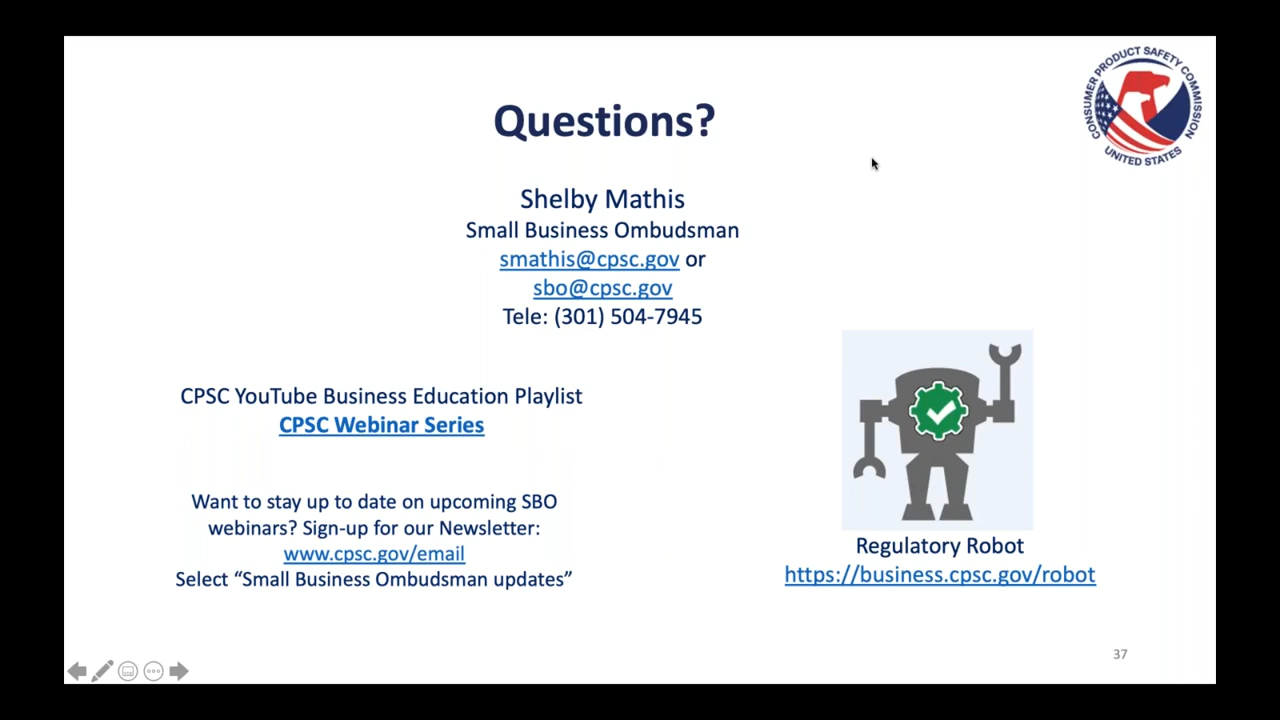 CONSUMER PRODUCT SAFETY COMMISSION
UNITED STATES
Questions?
Shelby Mathis
Small Business Ombudsman
smathis@cpsc.gov or
sbo@cpsc.gov
Tele: (301) 504-7945
CPSC YouTube Business Education Playlist
CPSC Webinar Series
Want to stay up to date on upcoming SBO
webinars? Sign-up for our Newsletter:
www.cpsc.gov/email
Select “Small Business Ombudsman updates”
Regulatory Robot
https://business.cpsc.gov/robot
37